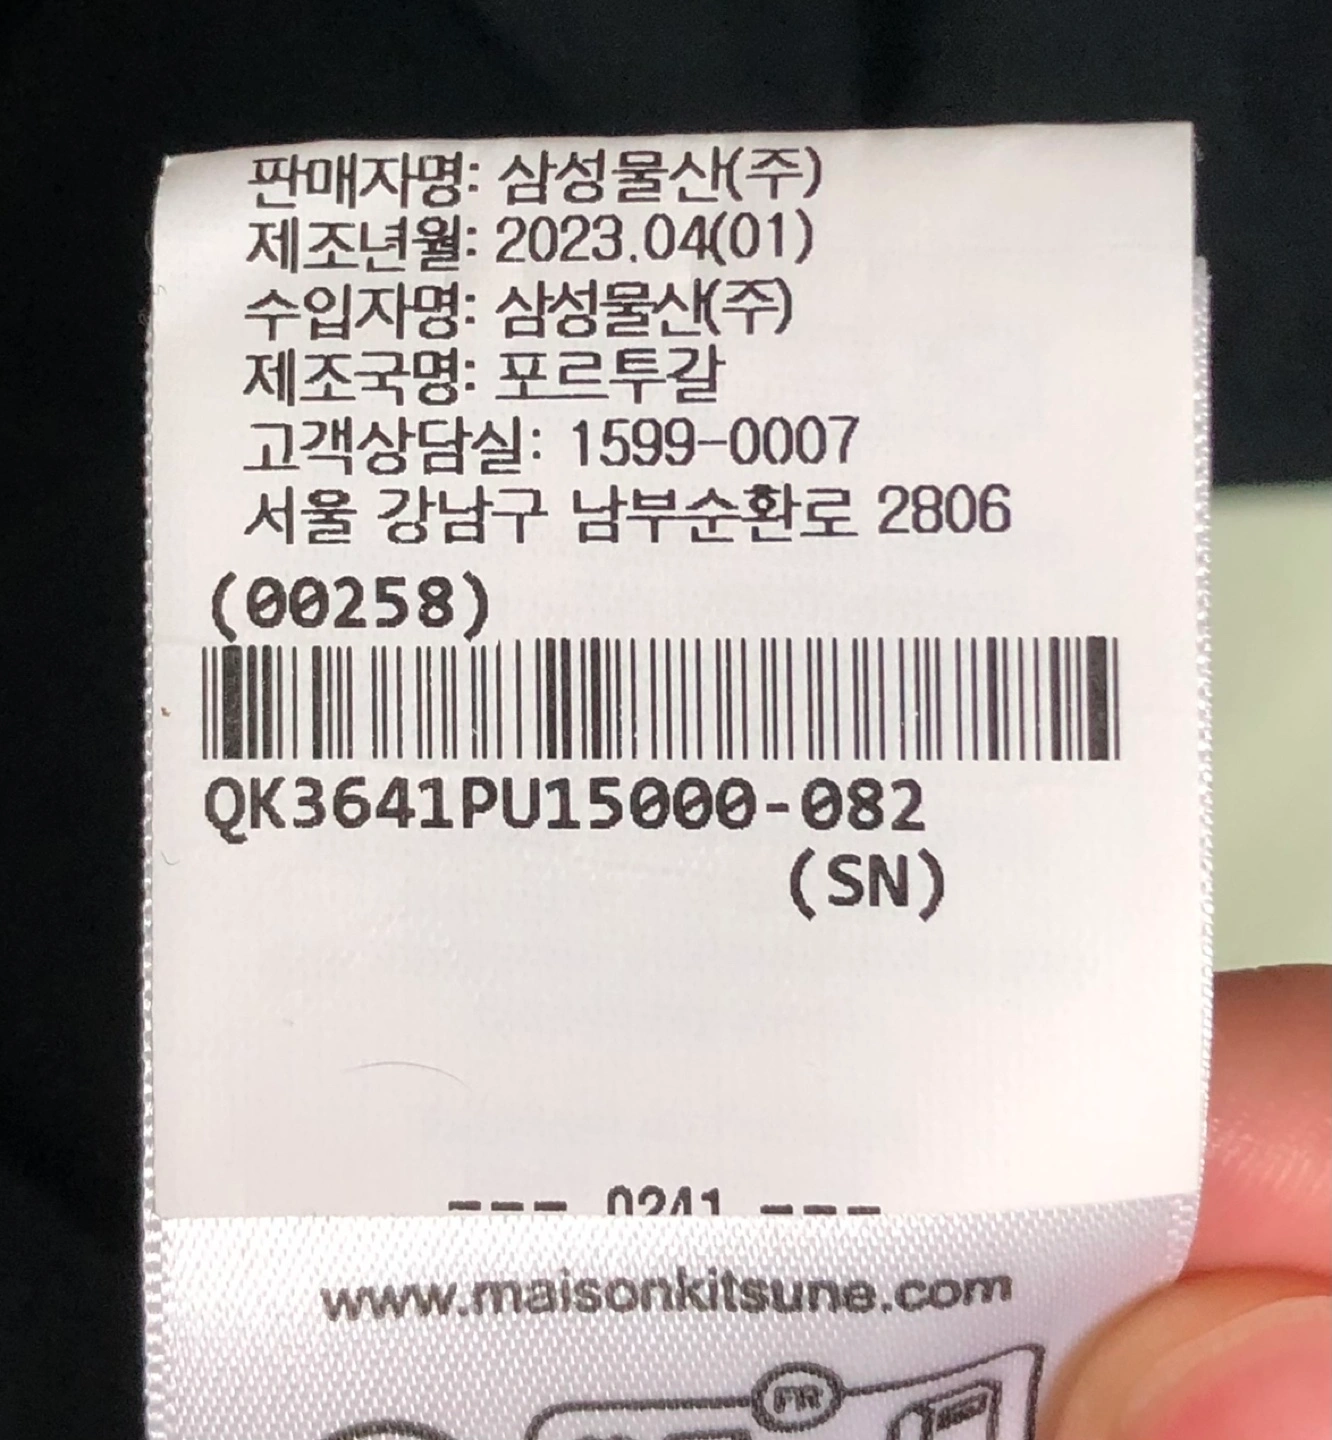 판매자명: 삼성물산(주)
제조년월: 2023.04(01)
수입자명: 삼성물산(주)
제조국명: 포르투갈
고객상담실: 1599-0007
서울 강남구 남부순환로 2806
(00258)
QK3641PU15000-082
(SN)
--- 0241 ---
www.maisonkitsune.com
FR